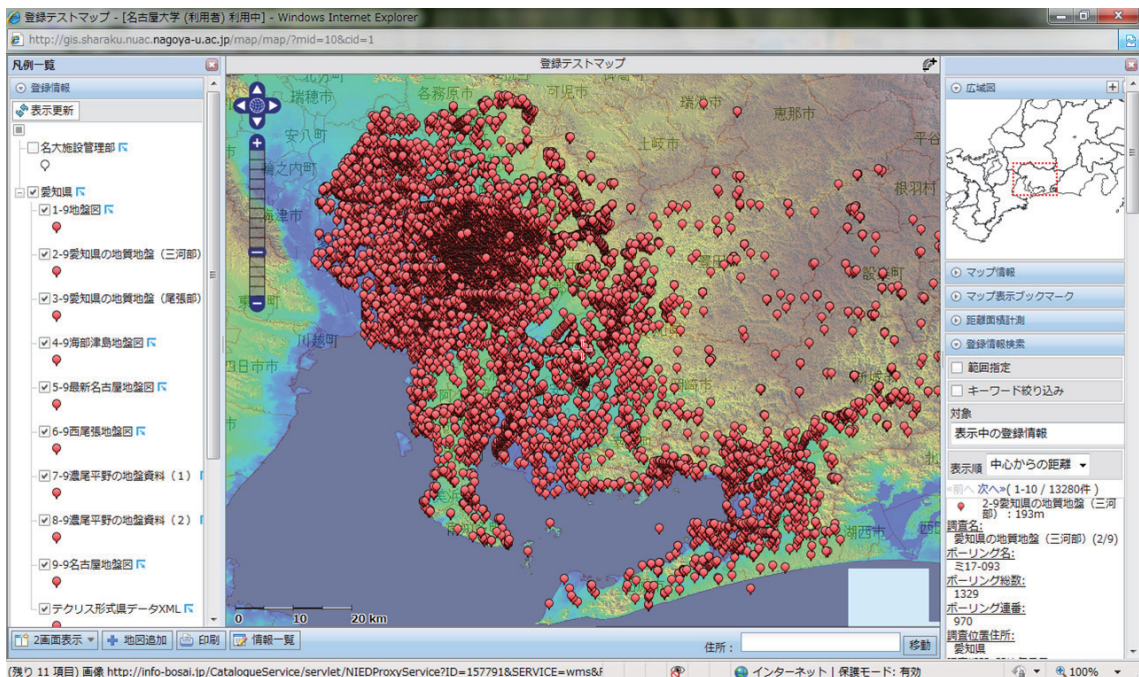 登録テストマップ - [名古屋大学 (利用者) 利用中] - Windows Internet Explorer
http://gis.sharaku.nuac.nagoya-u.ac.jp/map/map/?mid=10&cid=1
凡例一覧
登録情報
表示更新
名大施設管理部
愛知県
1-9地盤図
2-9愛知県の地質地盤（三河部）
3-9愛知県の地質地盤（尾張部）
4-9海部津島地盤図
5-9最新名古屋地盤図
6-9西尾張地盤図
7-9濃尾平野の地盤資料（１）
8-9濃尾平野の地盤資料（２）
9-9名古屋地盤図
テクリス形式県データXML
登録テストマップ
瑞穂市
各務原市
可児市
瑞浪市
恵那市
安八町
土岐市
平谷
輪之内町
根羽村
海津市
川越町
四日市市
岡崎市
湖西市
0 10 20 km
広域図
マップ情報
マップ表示ブックマーク
距離面積計測
登録情報検索
範囲指定
キーワード絞り込み
対象
表示中の登録情報
表示順 中心からの距離
«前へ 次へ»( 1-10 / 13280件 )
2-9愛知県の地質地盤（三河
部）：193m
調査名:
愛知県の地質地盤（三河部）(2/9)
ボーリング名:
ミ17-093
ボーリング総数:
1329
ボーリング連番:
970
調査位置住所:
愛知県
2画面表示 地図追加 印刷 情報一覧 住所： 移動
(残り 11 項目) 画像 http://info-bosai.jp/CatalogueService/servlet/NIEDProxyService?ID=157791&SERVICE=wms&F インターネット | 保護モード: 有効 100%